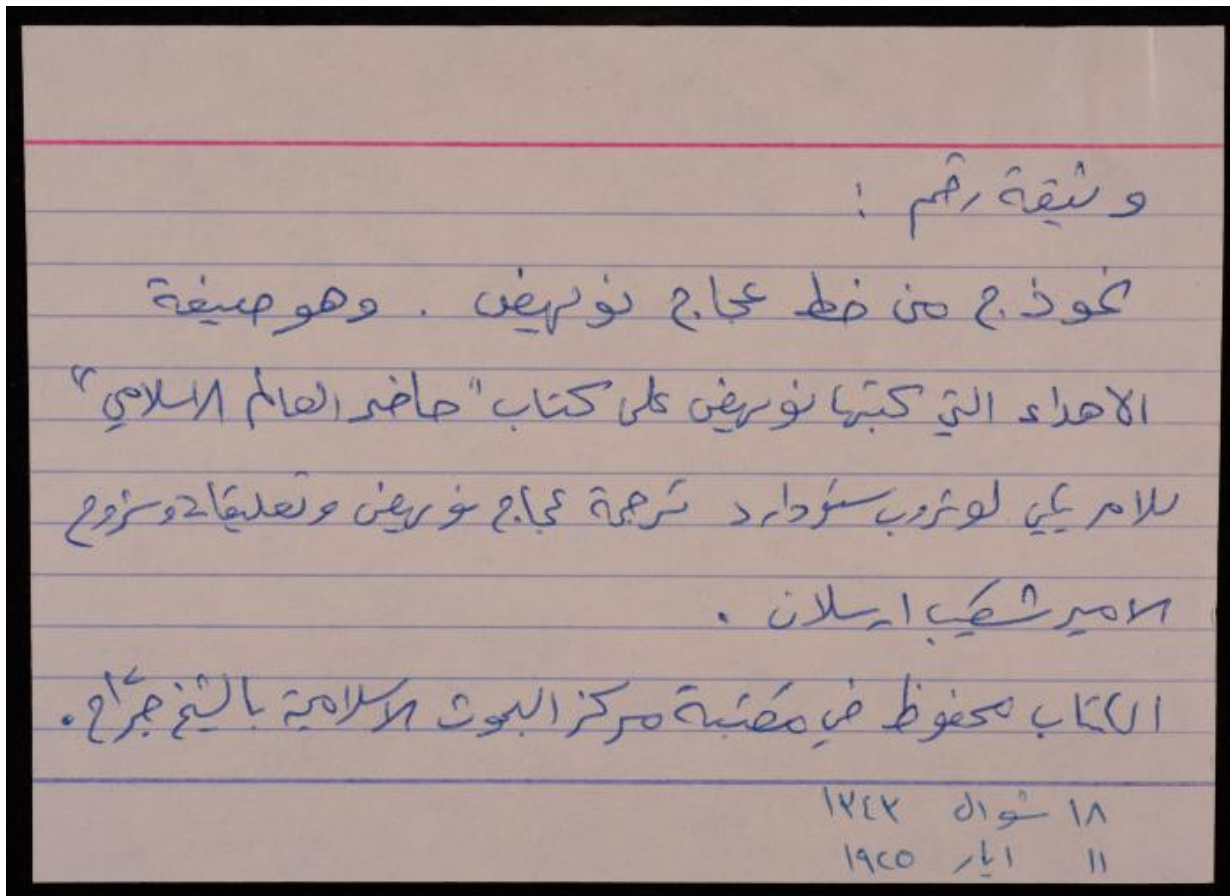 وثيقة رقم :
نموذج من خط عجاج نويهض . وهو صيغة
الاهداء التي كتبها نويهض على كتاب "حاضر العالم الاسلامي"
للامريكي لوثروب ستودارد ترجمة عجاج نويهض وتعليقات وشروح
الامير شكيب ارسلان .
الكتاب محفوظ في مكتبة مركز البحوث الاسلامية بالشيخ جرّاح .
١٨ شوال ١٣٤٣
١١ ايار ١٩٢٥